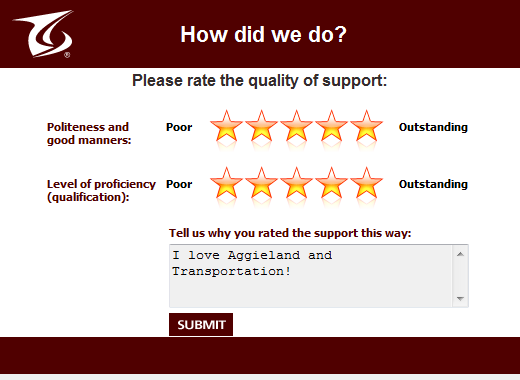 How did we do?
Please rate the quality of support:
Politeness and
good manners:
Poor
Outstanding
Level of proficiency
(qualification):
Poor
Outstanding
Tell us why you rated the support this way:
I love Aggieland and
Transportation!
SUBMIT
®